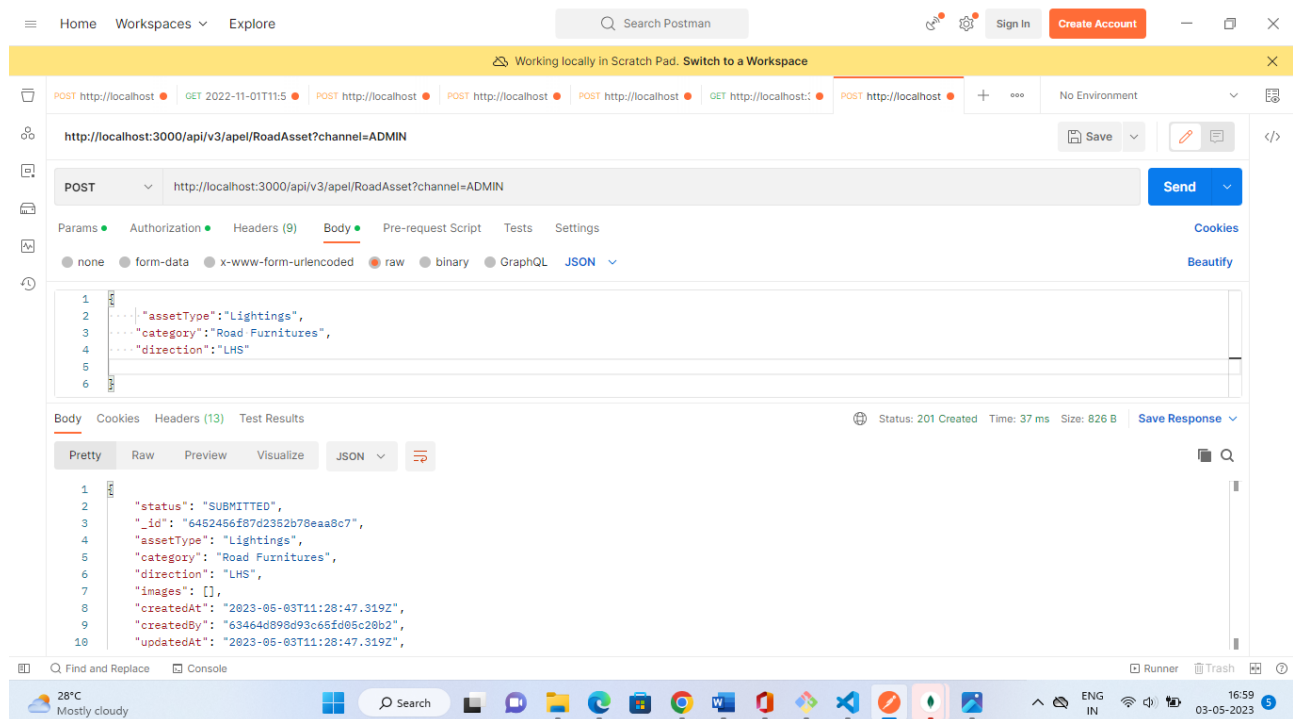 Home Workspaces Explore Search Postman Sign In Create Account
Working locally in Scratch Pad. Switch to a Workspace
POST http://localhost GET 2022-11-01T11:5 POST http://localhost POST http://localhost POST http://localhost GET http://localhost:: POST http://localhost No Environment
http://localhost:3000/api/v3/apel/RoadAsset?channel=ADMIN Save
POST http://localhost:3000/api/v3/apel/RoadAsset?channel=ADMIN Send
Params Authorization Headers (9) Body Pre-request Script Tests Settings Cookies
none form-data x-www-form-urlencoded raw binary GraphQL JSON Beautify
1 {
2 "assetType":"Lightings",
3 "category":"Road Furnitures",
4 "direction":"LHS"
5
6 }
Body Cookies Headers (13) Test Results Status: 201 Created Time: 37 ms Size: 826 B Save Response
Pretty Raw Preview Visualize JSON
1 {
2 "status": "SUBMITTED",
3 "_id": "6452456f87d2352b78eaa8c7",
4 "assetType": "Lightings",
5 "category": "Road Furnitures",
6 "direction": "LHS",
7 "images": [],
8 "createdAt": "2023-05-03T11:28:47.319Z",
9 "createdBy": "63464d898d93c65fd05c20b2",
10 "updatedAt": "2023-05-03T11:28:47.319Z",
Find and Replace Console Runner Trash
28°C
Mostly cloudy
Search
ENG
IN
16:59
03-05-2023
5